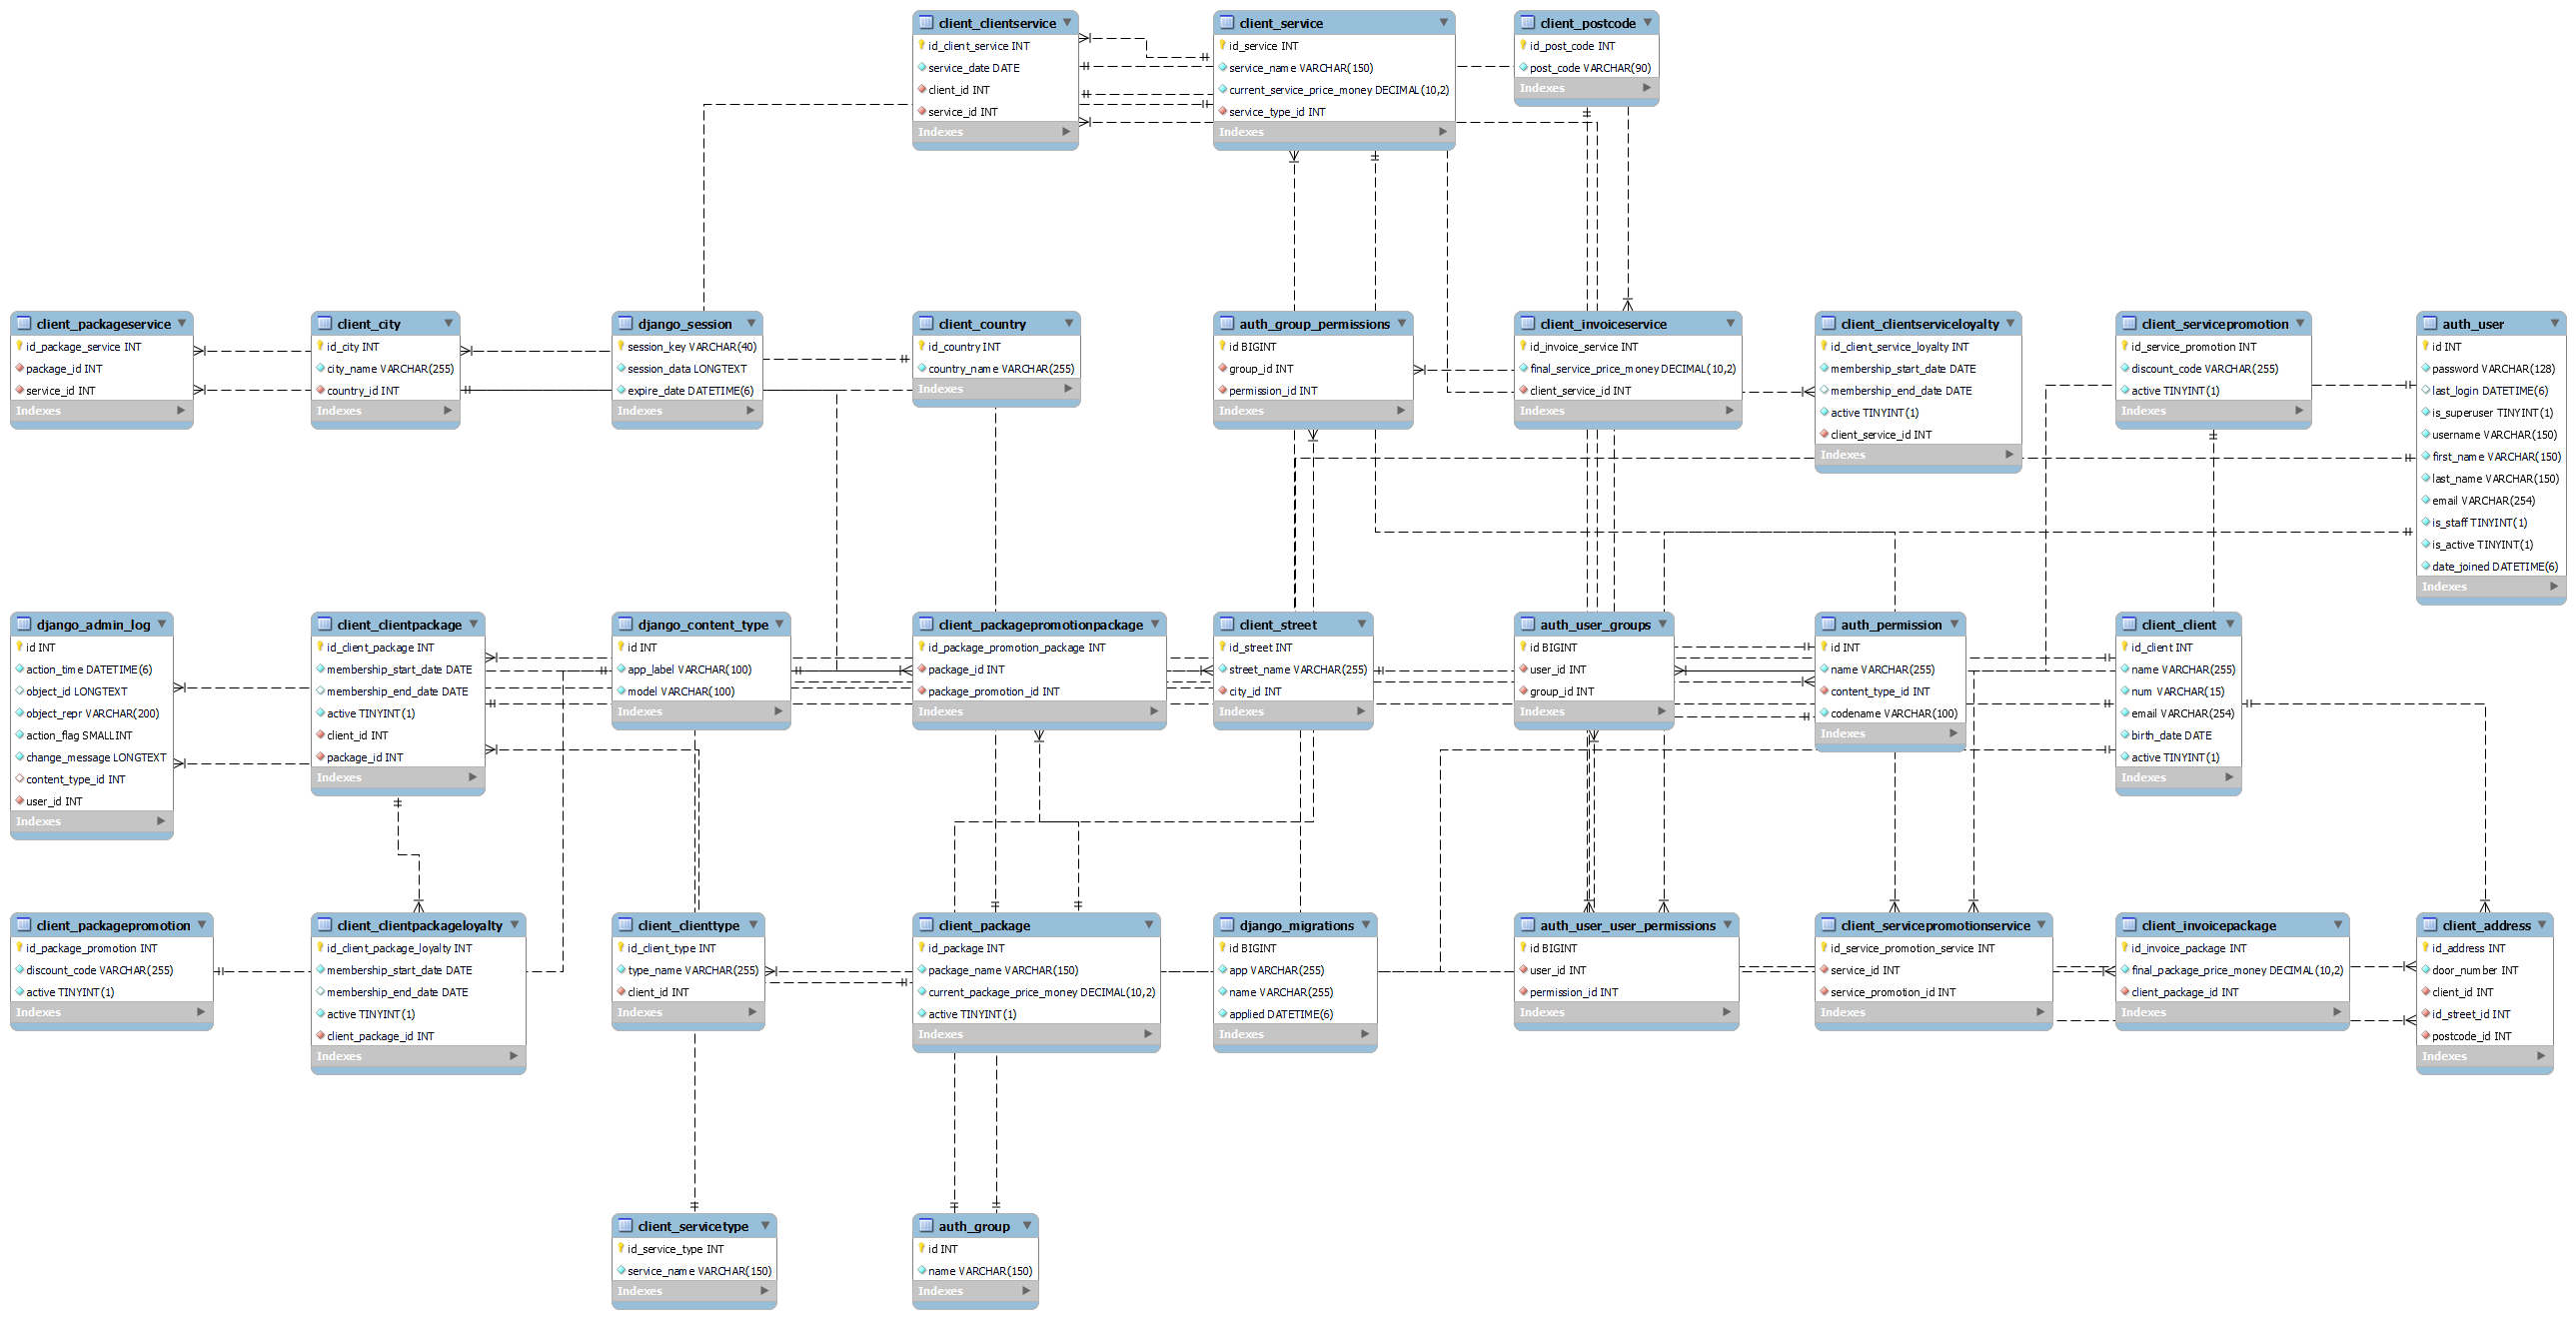 client_clientservice
id_client_service INT
service_date DATE
client_id INT
service_id INT
Indexes
client_service
id_service INT
service_name VARCHAR(150)
current_service_price_money DECIMAL(10,2)
service_type_id INT
Indexes
client_postcode
id_post_code INT
post_code VARCHAR(90)
Indexes
client_packageservice
id_package_service INT
package_id INT
service_id INT
Indexes
client_city
id_city INT
city_name VARCHAR(255)
country_id INT
Indexes
django_session
session_key VARCHAR(40)
session_data LONGTEXT
expire_date DATETIME(6)
Indexes
client_country
id_country INT
country_name VARCHAR(255)
Indexes
auth_group_permissions
id BIGINT
group_id INT
permission_id INT
Indexes
client_invoiceservice
id_invoice_service INT
final_service_price_money DECIMAL(10,2)
client_service_id INT
Indexes
client_clientserviceloyalty
id_client_service_loyalty INT
membership_start_date DATE
membership_end_date DATE
active TINYINT(1)
client_service_id INT
Indexes
client_servicepromotion
id_service_promotion INT
discount_code VARCHAR(255)
active TINYINT(1)
Indexes
auth_user
id INT
password VARCHAR(128)
last_login DATETIME(6)
is_superuser TINYINT(1)
username VARCHAR(150)
first_name VARCHAR(150)
last_name VARCHAR(150)
email VARCHAR(254)
is_staff TINYINT(1)
is_active TINYINT(1)
date_joined DATETIME(6)
Indexes
django_admin_log
id INT
action_time DATETIME(6)
object_id LONGTEXT
object_repr VARCHAR(200)
action_flag SMALLINT
change_message LONGTEXT
content_type_id INT
user_id INT
Indexes
client_clientpackage
id_client_package INT
membership_start_date DATE
membership_end_date DATE
active TINYINT(1)
client_id INT
package_id INT
Indexes
django_content_type
id INT
app_label VARCHAR(100)
model VARCHAR(100)
Indexes
client_packagepromotionpackage
id_package_promotion_package INT
package_id INT
package_promotion_id INT
Indexes
client_street
id_street INT
street_name VARCHAR(255)
city_id INT
Indexes
auth_user_groups
id BIGINT
user_id INT
group_id INT
Indexes
auth_permission
id INT
name VARCHAR(255)
content_type_id INT
codename VARCHAR(100)
Indexes
client_client
id_client INT
name VARCHAR(255)
num VARCHAR(15)
email VARCHAR(254)
birth_date DATE
active TINYINT(1)
Indexes
client_packagepromotion
id_package_promotion INT
discount_code VARCHAR(255)
active TINYINT(1)
Indexes
client_clientpackageloyalty
id_client_package_loyalty INT
membership_start_date DATE
membership_end_date DATE
active TINYINT(1)
client_package_id INT
Indexes
client_clienttype
id_client_type INT
type_name VARCHAR(255)
client_id INT
Indexes
client_package
id_package INT
package_name VARCHAR(150)
current_package_price_money DECIMAL(10,2)
active TINYINT(1)
Indexes
django_migrations
id BIGINT
app VARCHAR(255)
name VARCHAR(255)
applied DATETIME(6)
Indexes
auth_user_user_permissions
id BIGINT
user_id INT
permission_id INT
Indexes
client_servicepromotionservice
id_service_promotion_service INT
service_id INT
service_promotion_id INT
Indexes
client_invoicepackage
id_invoice_package INT
final_package_price_money DECIMAL(10,2)
client_package_id INT
Indexes
client_address
id_address INT
door_number INT
client_id INT
id_street_id INT
postcode_id INT
Indexes
client_servicetype
id_service_type INT
service_name VARCHAR(150)
Indexes
auth_group
id INT
name VARCHAR(150)
Indexes